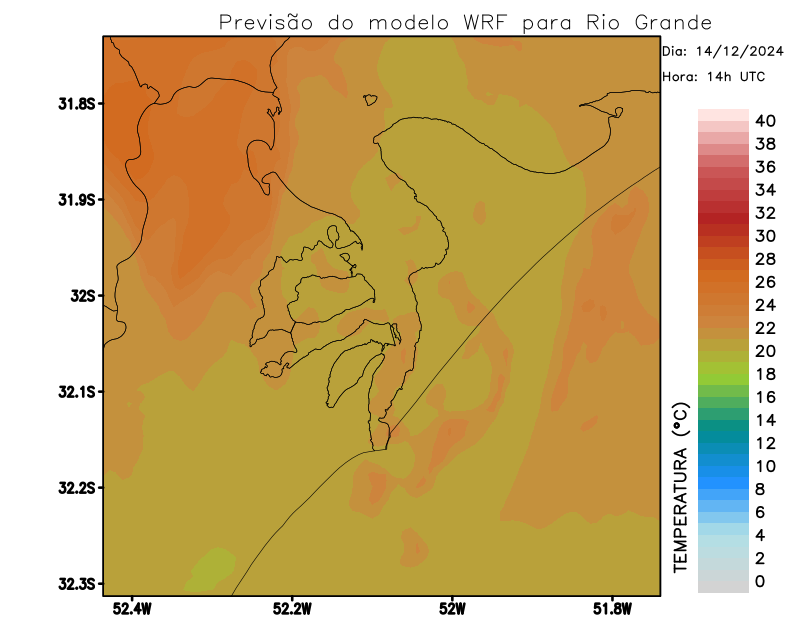 Previsão do modelo WRF para Rio Grande
Dia: 14/12/2024
Hora: 14h UTC
31.8S
31.9S
32S
32.1S
32.2S
32.3S
52.4W
52.2W
52W
51.8W
TEMPERATURA (°C)
40
38
36
34
32
30
28
26
24
22
20
18
16
14
12
10
8
6
4
2
0